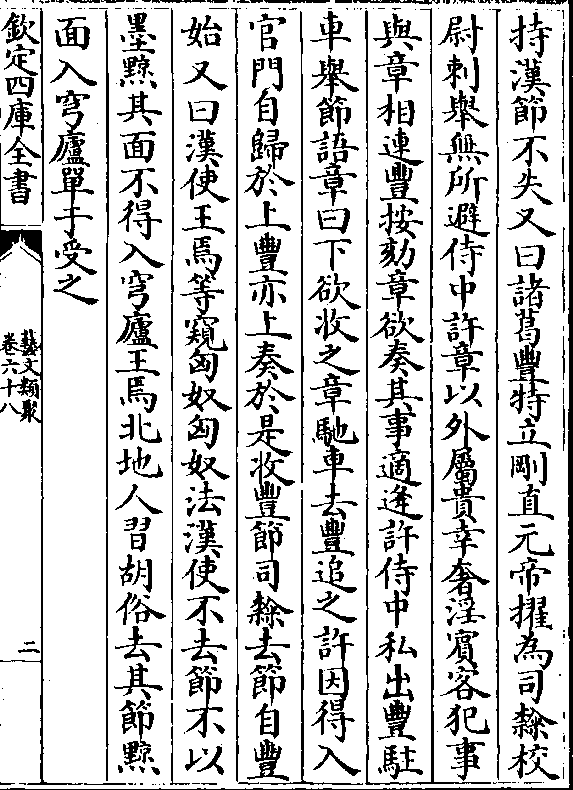 持漢節不失又曰諸葛豐特立剛直元帝擢為司隸校
尉刺舉無所避侍中許章以外屬貴幸奢淫賔客犯事
與章相連豐按劾章欲奏其事適逢許侍中私出豐駐
車舉節語章曰下欲收之章馳車去豐追之許因得入
官門自歸於上豐亦上奏於是收豐節司隸去節自豐
始又曰漢使王焉等窺匈奴匈奴法漢使不去節不以
墨黥其面不得入穹廬王焉北地人習胡俗去其節黥
面入穹廬單于受之
欽定四庫全書
藝文類聚
卷六十八
二